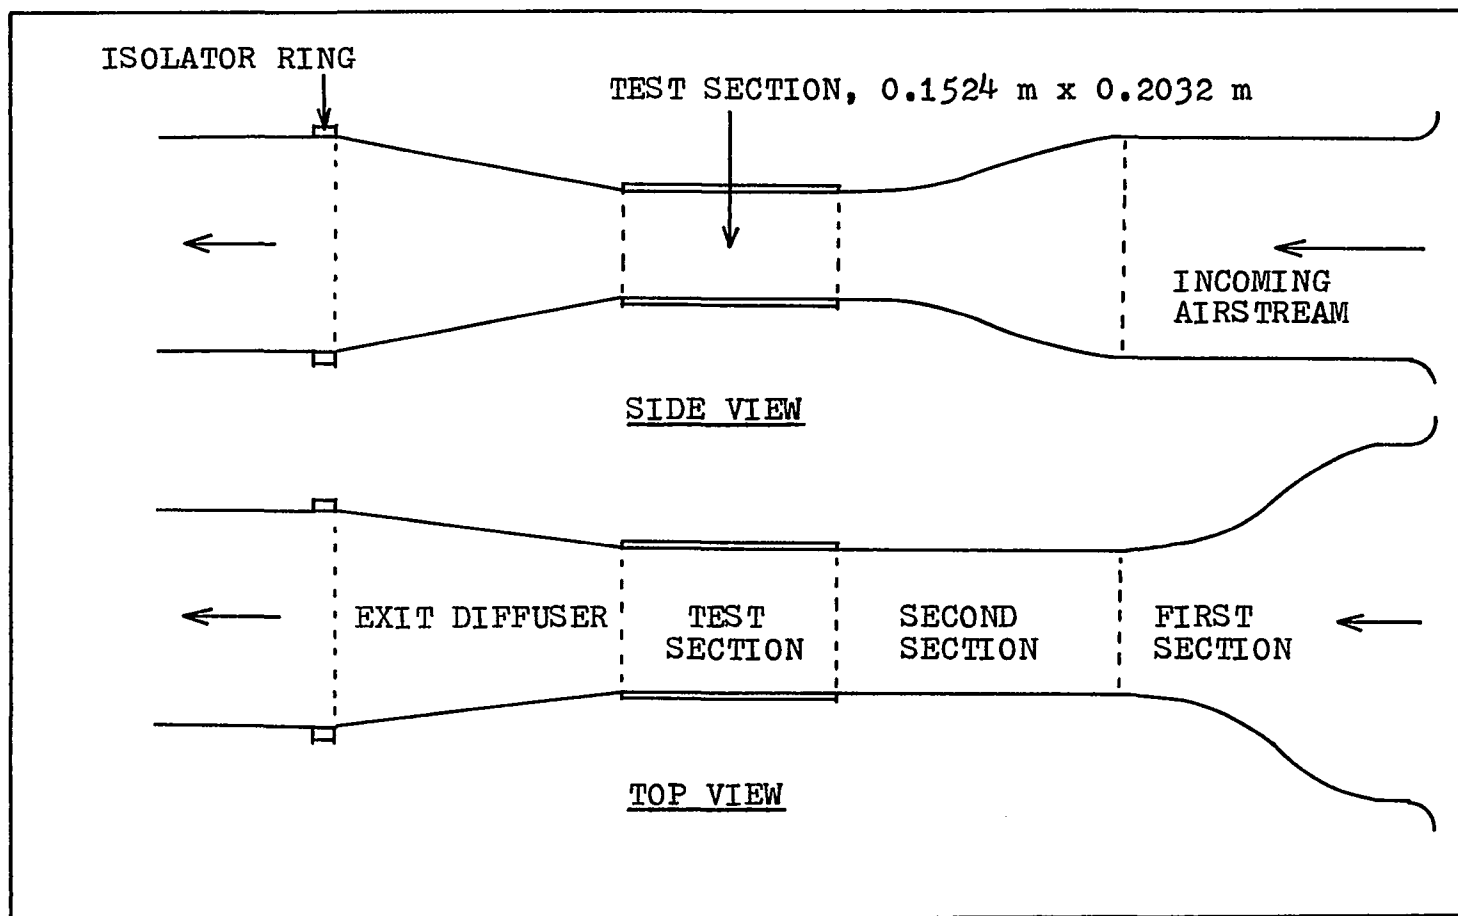 ISOLATOR RING
TEST SECTION, 0.1524 m x 0.2032 m
INCOMING
AIRSTREAM
SIDE VIEW
EXIT DIFFUSER
TEST
SECTION
SECOND
SECTION
FIRST
SECTION
TOP VIEW